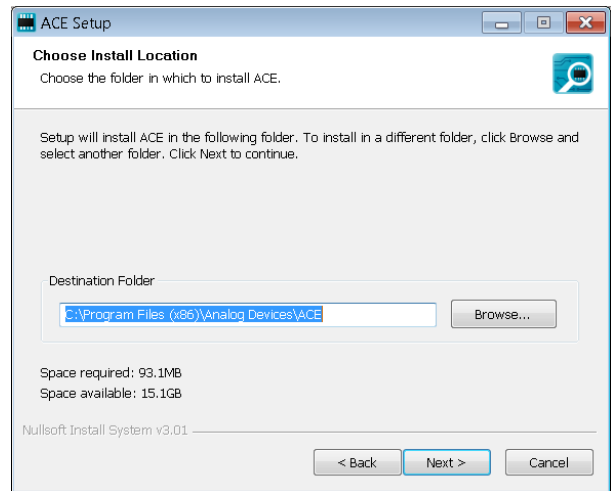 ACE Setup
Choose Install Location
Choose the folder in which to install ACE.
Setup will install ACE in the following folder. To install in a different folder, click Browse and
select another folder. Click Next to continue.
Destination Folder
C:\Program Files (x86)\Analog Devices\ACE
Browse...
Space required: 93.1MB
Space available: 15.1GB
Nullsoft Install System v3.01
< Back
Next >
Cancel